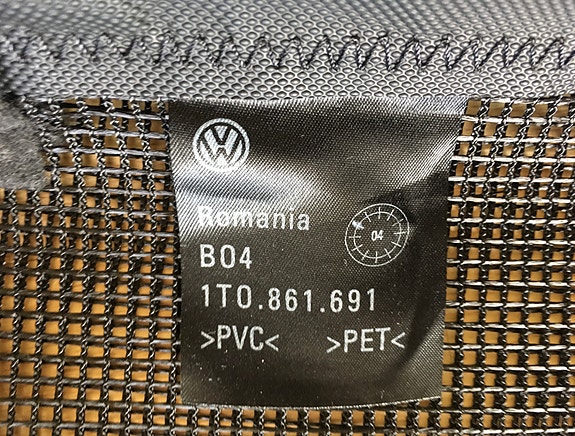 Romania
04
B04
1T0.861.691
>PVC< >PET<